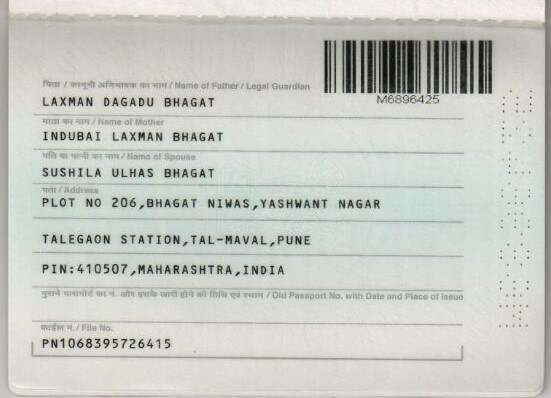 M6896425
पिता / कानूनी अभिभावक का नाम / Name of Father / Legal Guardian
LAXMAN DAGADU BHAGAT
माता का नाम / Name of Mother
INDUBAI LAXMAN BHAGAT
पति या पत्नी का नाम / Name of Spouse
SUSHILA ULHAS BHAGAT
पता / Address
PLOT NO 206,BHAGAT NIWAS,YASHWANT NAGAR
TALEGAON STATION,TAL-MAVAL,PUNE
PIN:410507,MAHARASHTRA,INDIA
पुराने पासपोर्ट का नं. और इसके जारी होने की तिथि एवं स्थान / Old Passport No. with Date and Place of Issue
फाईल नं. / File No.
PN1068395726415